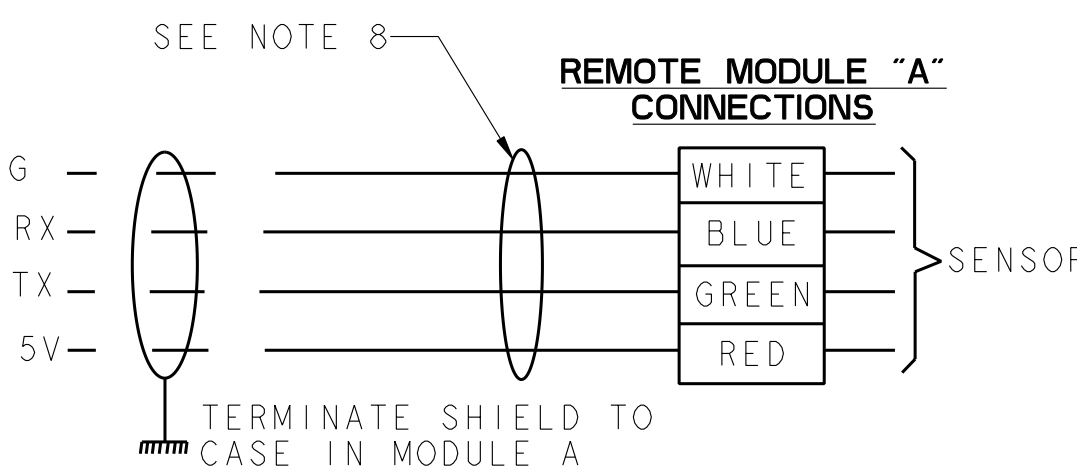 SEE NOTE 8
REMOTE MODULE "A"
CONNECTIONS
G
WHITE
RX
BLUE
SENSOR
TX
GREEN
5V
RED
TERMINATE SHIELD TO
CASE IN MODULE A